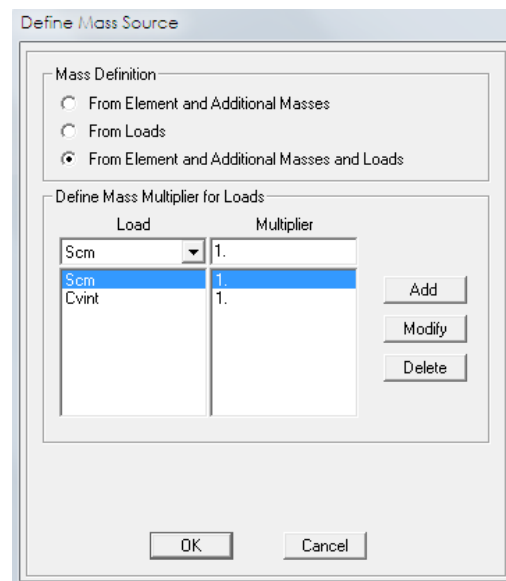 Define Mass Source
Mass Definition
From Element and Additional Masses
From Loads
From Element and Additional Masses and Loads
Define Mass Multiplier for Loads
Load Multiplier
Scm 1.
Scm 1.
Cvint 1.
Add
Modify
Delete
OK Cancel